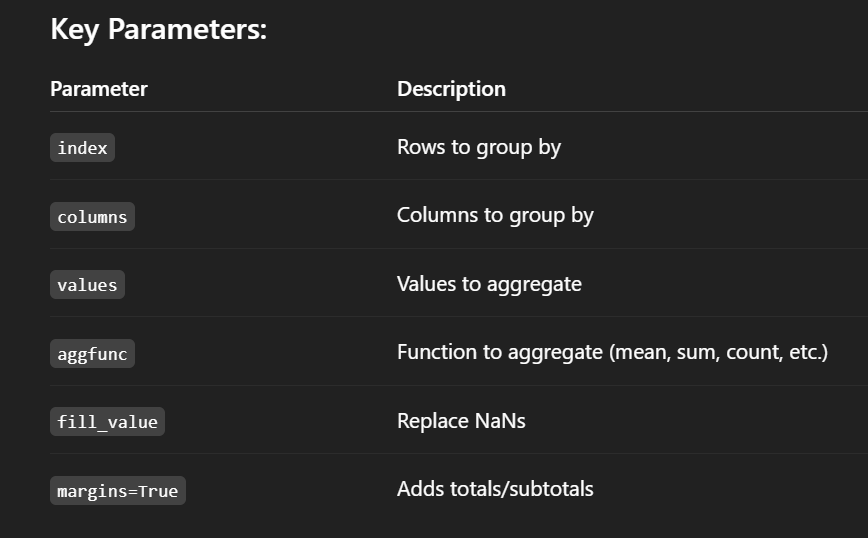 Key Parameters:
Parameter Description
index Rows to group by
columns Columns to group by
values Values to aggregate
aggfunc Function to aggregate (mean, sum, count, etc.)
fill_value Replace NaNs
margins=True Adds totals/subtotals